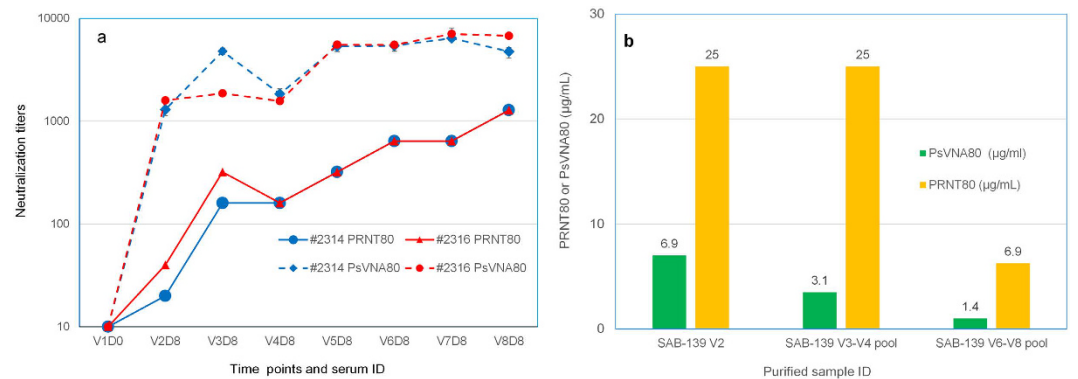 a
10000
1000
100
10
Neutralization titers
#2314 PRNT80
#2316 PRNT80
#2314 PsVNA80
#2316 PsVNA80
V1D0 V2D8 V3D8 V4D8 V5D8 V6D8 V7D8 V8D8
Time points and serum ID
b
30
20
10
0
PRNT80 or PsVNA80 (µg/mL)
25
25
6.9
3.1
6.9
1.4
PsVNA80 (µg/ml)
PRNT80 (µg/mL)
SAB-139 V2 SAB-139 V3-V4 pool SAB-139 V6-V8 pool
Purified sample ID